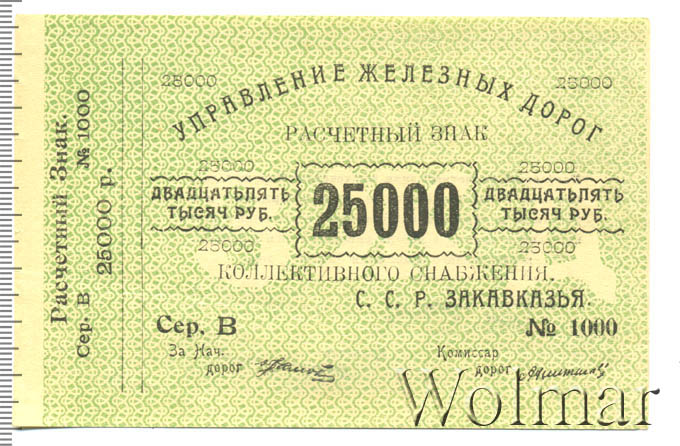 Расчетный Знак. № 1000
Сер. В 25000 р.
25000 25000
УПРАВЛЕНИЕ ЖЕЛЕЗНЫХ ДОРОГ
РАСЧЕТНЫЙ ЗНАК
25000 25000
ДВАДЦАТЬПЯТЬ
ТЫСЯЧ РУБ.
25000
ДВАДЦАТЬПЯТЬ
ТЫСЯЧ РУБ.
25000 25000
КОЛЛЕКТИВНОГО СНАБЖЕНИЯ.
С. С. Р. ЗАКАВКАЗЬЯ.
Сер. В № 1000
За Нач.
дорог
Комиссар
дорог
Wolmar